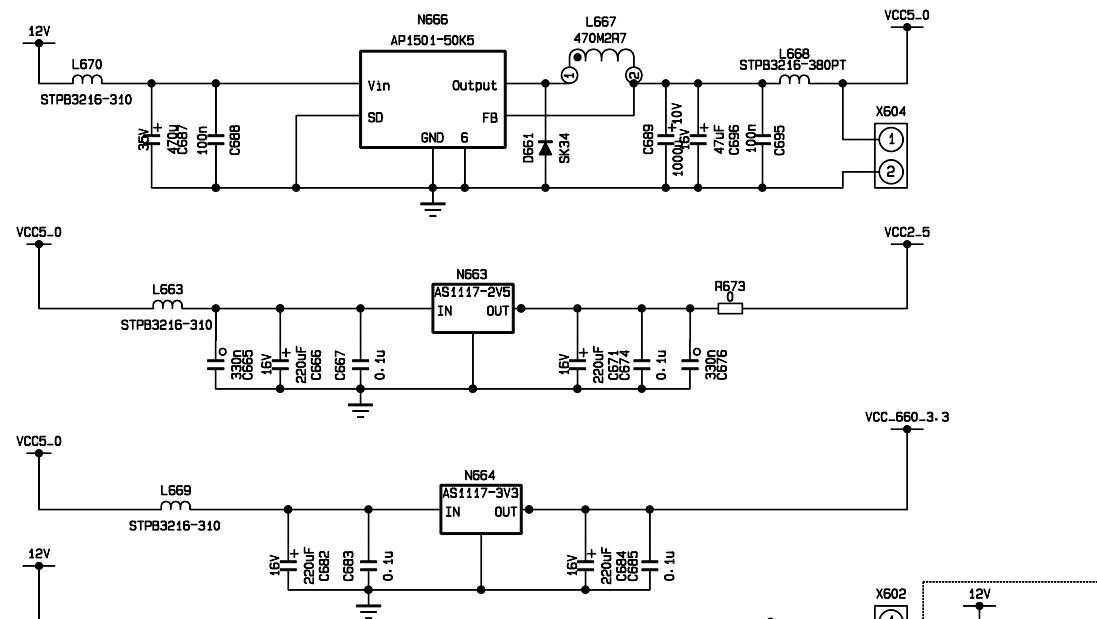 12V
L670
STPB3216-310
35V
470u
C687
100n
C688
N666
AP1501-50K5
Vin
Output
SD
FB
GND
6
L667
470M2R7
1
2
D661
SK34
C689
10V
1000u
16V
47uF
C696
100n
C695
L668
STPB3216-380PT
VCC5_0
X604
1
2
VCC5_0
L663
STPB3216-310
330n
C665
16V
220uF
C666
C667
0.1u
N663
AS1117-2V5
IN
OUT
16V
220uF
C671
C674
0.1u
330n
C676
R673
0
VCC2_5
VCC5_0
L669
STPB3216-310
16V
220uF
C682
C683
0.1u
N664
AS1117-3V3
IN
OUT
16V
220uF
C684
C685
0.1u
VCC_660_3.3
12V
X602
12V